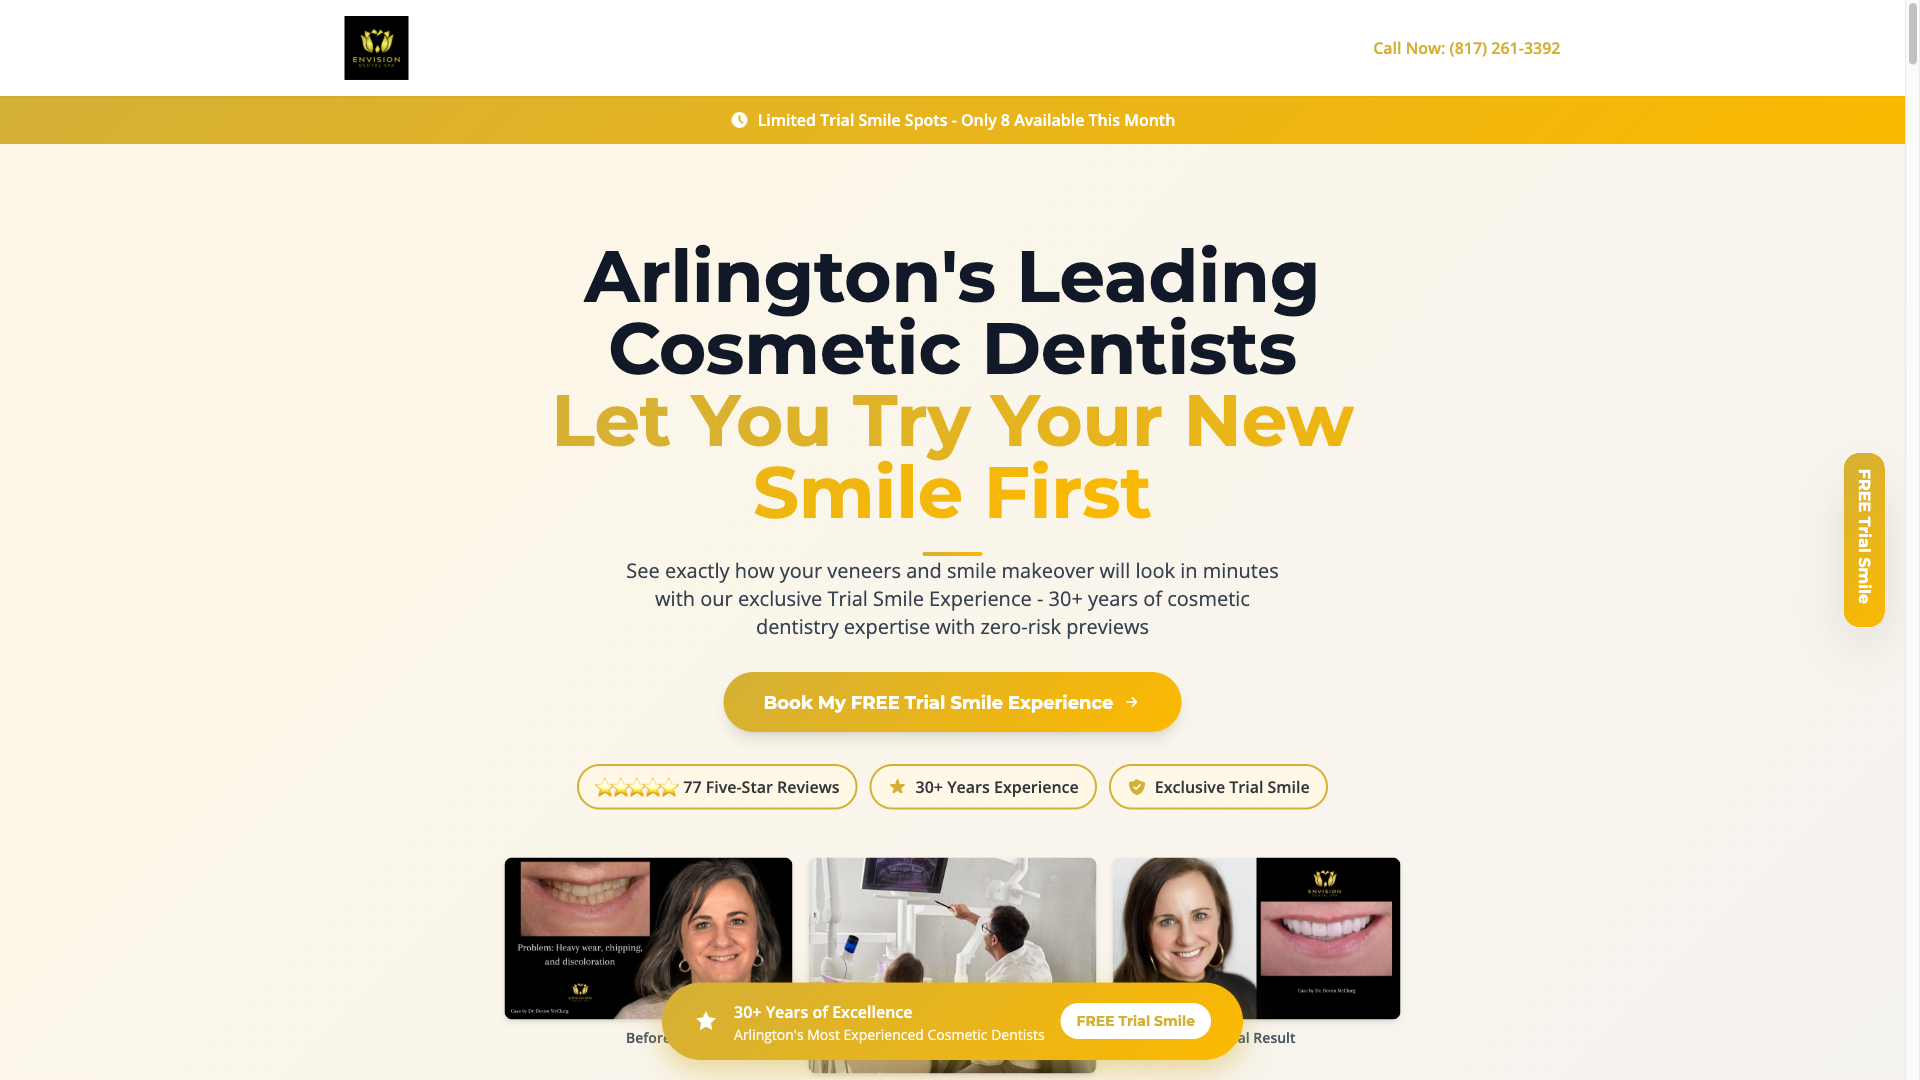 ENVISION
DENTAL SPA
Call Now: (817) 261-3392
Limited Trial Smile Spots - Only 8 Available This Month
Arlington's Leading
Cosmetic Dentists
Let You Try Your New
Smile First
See exactly how your veneers and smile makeover will look in minutes
with our exclusive Trial Smile Experience - 30+ years of cosmetic
dentistry expertise with zero-risk previews
Book My FREE Trial Smile Experience
FREE Trial Smile
77 Five-Star Reviews
30+ Years Experience
Exclusive Trial Smile
Problem: Heavy wear, chipping,
and discoloration
Case by Dr. Devon McClurg
ENVISION
Case by Dr. Devon McClurg
Before
al Result
30+ Years of Excellence
Arlington's Most Experienced Cosmetic Dentists
FREE Trial Smile